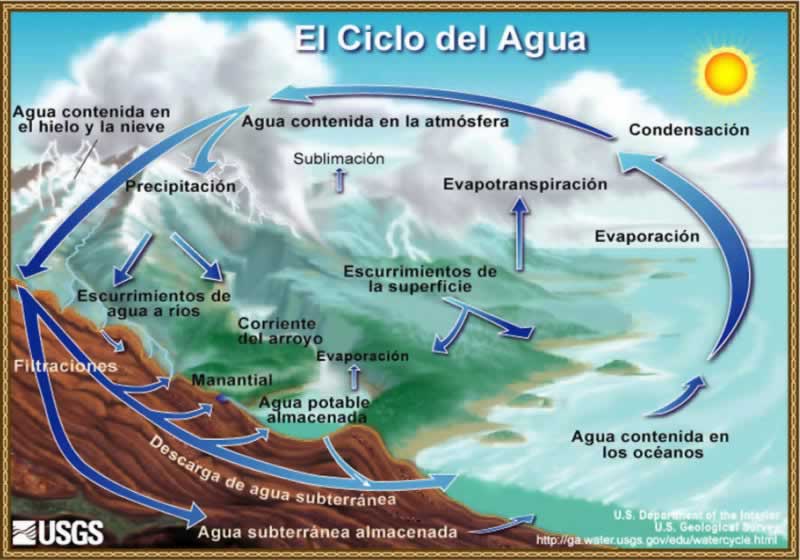 El Ciclo del Agua
Agua contenida en
el hielo y la nieve
Agua contenida en la atmósfera
Condensación
Sublimación
Precipitación
Evapotranspiración
Evaporación
Escurrimientos de
la superficie
Escurrimientos de
agua a ríos
Corriente
del arroyo
Evaporación
Filtraciones
Manantial
Agua potable
almacenada
Agua contenida en
los océanos
Descarga de agua subterránea
Agua subterránea almacenada
USGS
U.S. Department of the Interior
U.S. Geological Survey
http://ga.water.usgs.gov/edu/watercycle.html